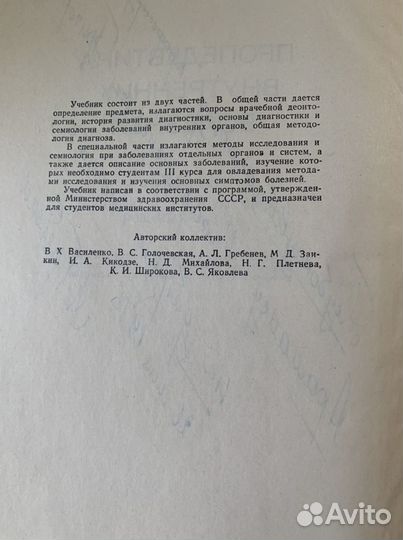 Учебник состоит из двух частей. В общей части дается
определение предмета, излагаются вопросы врачебной деонто-
логии, история развития диагностики, основы диагностики и
семиологии заболеваний внутренних органов, общая методо-
логия диагноза.
В специальной части излагаются методы исследования и
семиология при заболеваниях отдельных органов и систем, а
также дается описание основных заболеваний, изучение кото-
рых необходимо студентам III курса для овладевания метода-
ми исследования и изучения основных симптомов болезней.
Учебник написан в соответствии с программой, утвержден-
ной Министерством здравоохранения СССР, и предназначен
для студентов медицинских институтов.
Авторский коллектив:
В Х Василенко, В. С. Голочевская, А. Л. Гребенев, М Д. Заи-
кин, И. А. Кикодзе, Н. Д. Михайлова, Н. Г. Плетнева,
К. И. Широкова, В. С. Яковлева
Avito